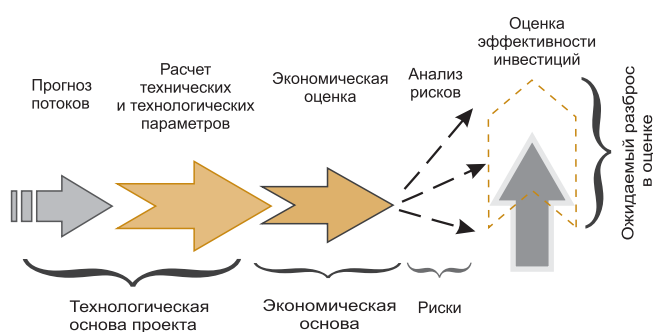 Прогноз
потоков
Расчет
технических
и технологических
параметров
Экономическая
оценка
Анализ
рисков
Оценка
эффективности
инвестиций
Ожидаемый разброс
в оценке
Технологическая
основа проекта
Экономическая
основа
Риски